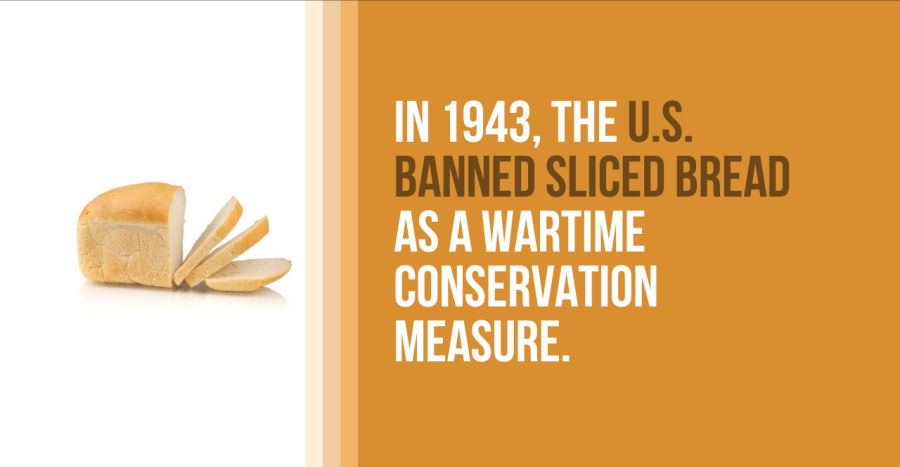 IN 1943, THE U.S.
BANNED SLICED BREAD
AS A WARTIME
CONSERVATION
MEASURE.